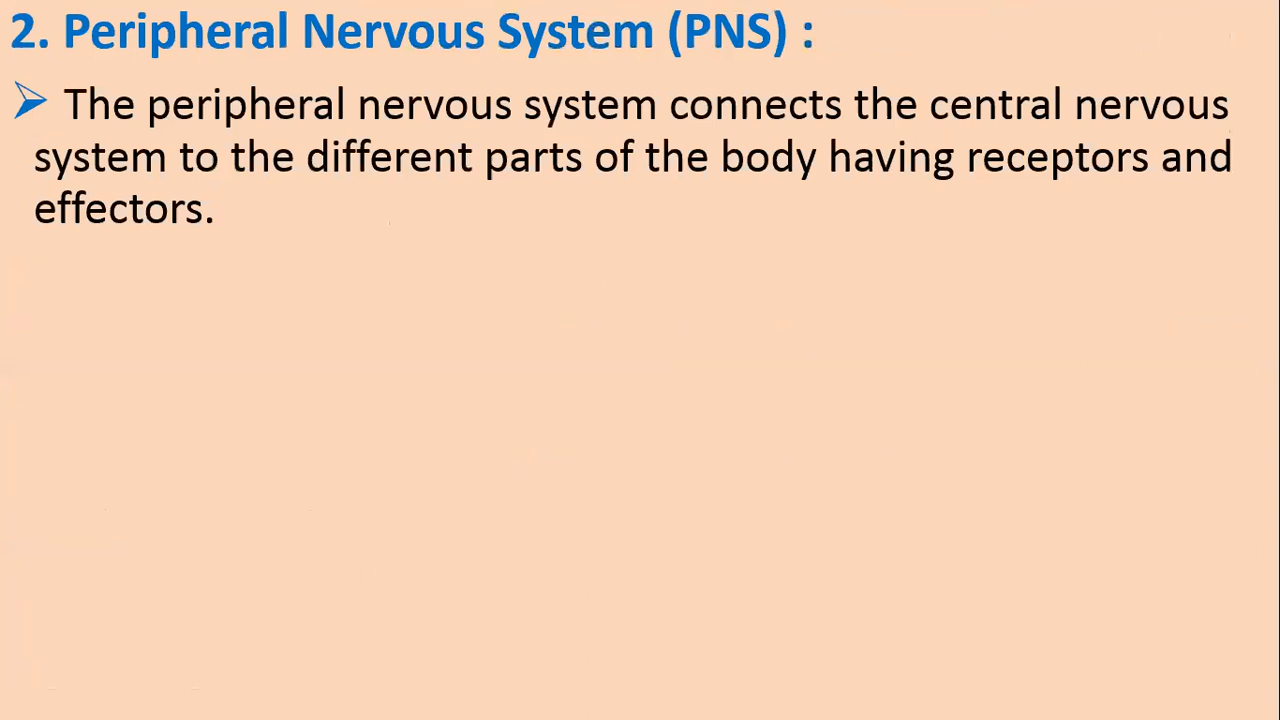 2. Peripheral Nervous System (PNS) :
➢ The peripheral nervous system connects the central nervous
system to the different parts of the body having receptors and
effectors.